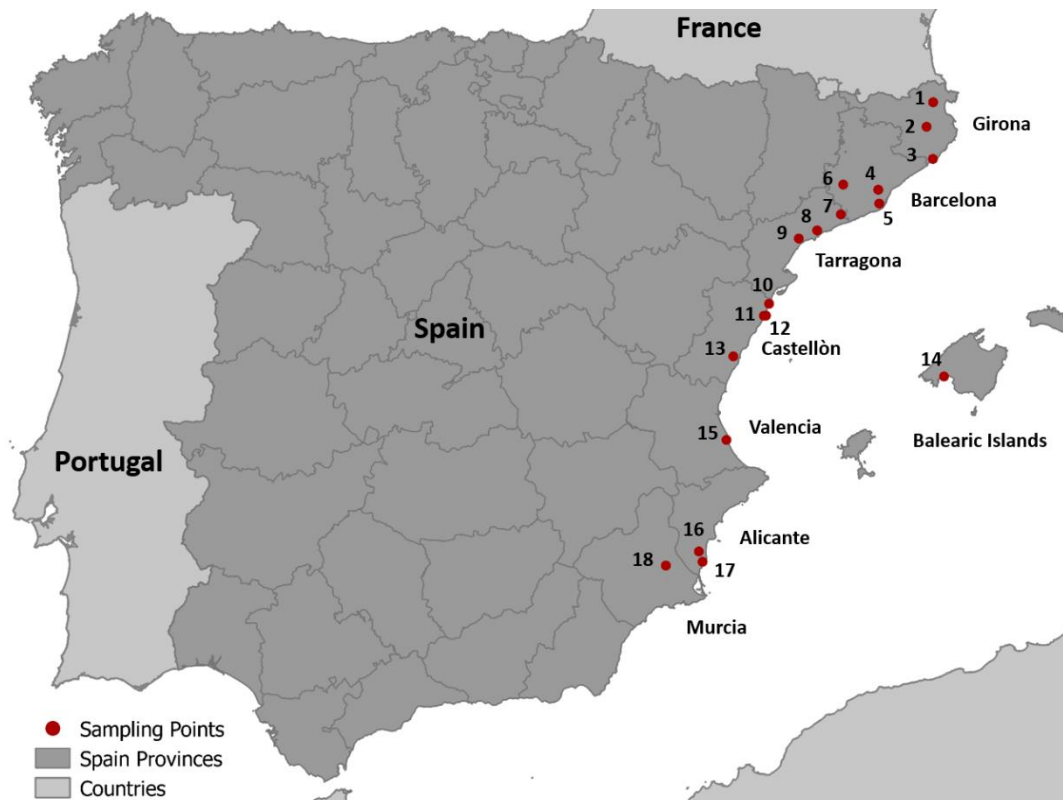 France
1
2
Girona
3
6
4
Barcelona
7
5
8
9
Tarragona
10
Spain
11
12
Castellòn
13
14
Valencia
15
Balearic Islands
Portugal
16
Alicante
18
17
Murcia
Sampling Points
Spain Provinces
Countries